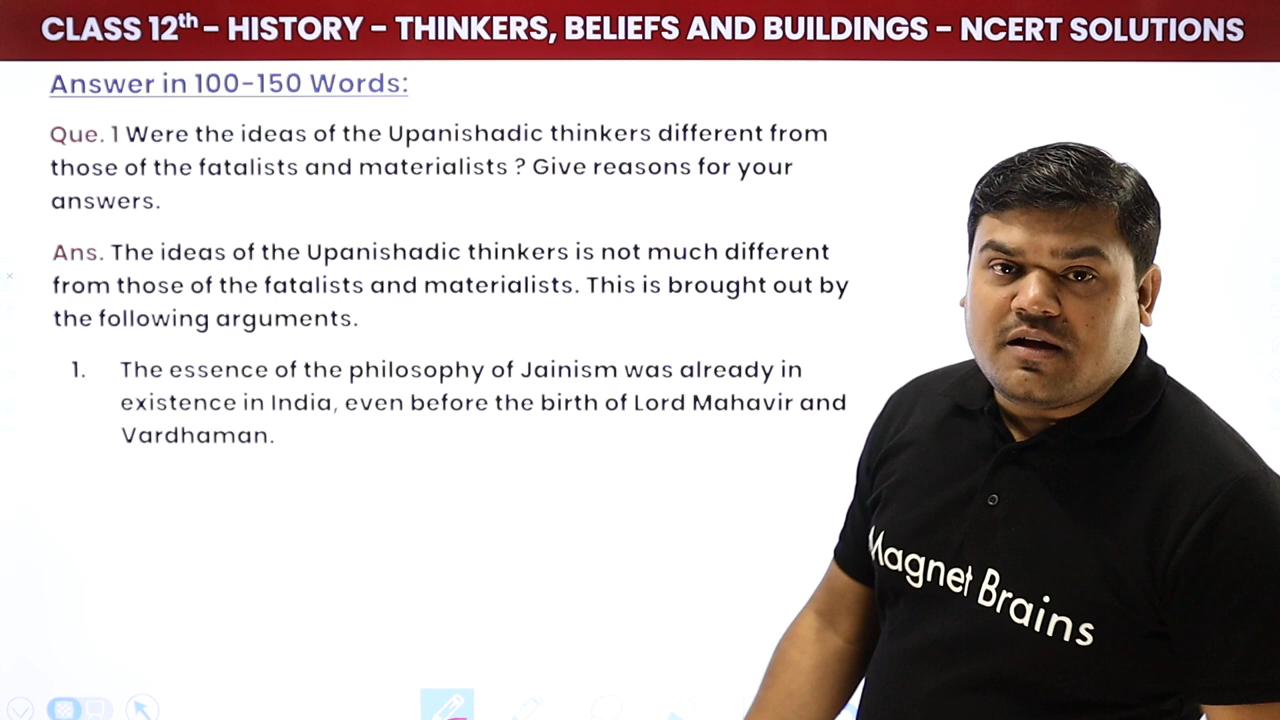 CLASS 12th - HISTORY - THINKERS, BELIEFS AND BUILDINGS - NCERT SOLUTIONS
Answer in 100-150 Words:
Que. 1 Were the ideas of the Upanishadic thinkers different from
those of the fatalists and materialists ? Give reasons for your
answers.
Ans. The ideas of the Upanishadic thinkers is not much different
from those of the fatalists and materialists. This is brought out by
the following arguments.
1. The essence of the philosophy of Jainism was already in
existence in India, even before the birth of Lord Mahavir and
Vardhaman.
Magnet Brains